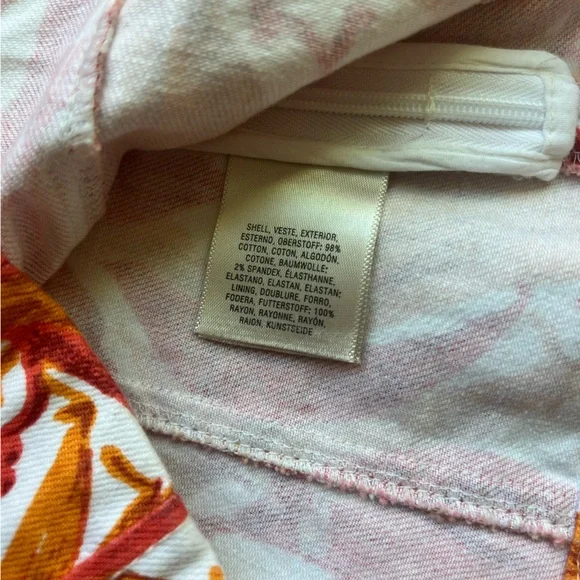 SHELL, VESTE, EXTERIOR,
ESTERNO, OBERSTOFF: 98%
COTTON, COTON, ALGODÓN,
COTONE, BAUMWOLLE;
2% SPANDEX, ÉLASTHANNE,
ELASTANO, ELASTAN, ELASTAN;
LINING, DOUBLURE, FORRO,
FODERA, FUTTERSTOFF: 100%
RAYON, RAYONNE, RAYÓN,
RAION, KUNSTSEIDE